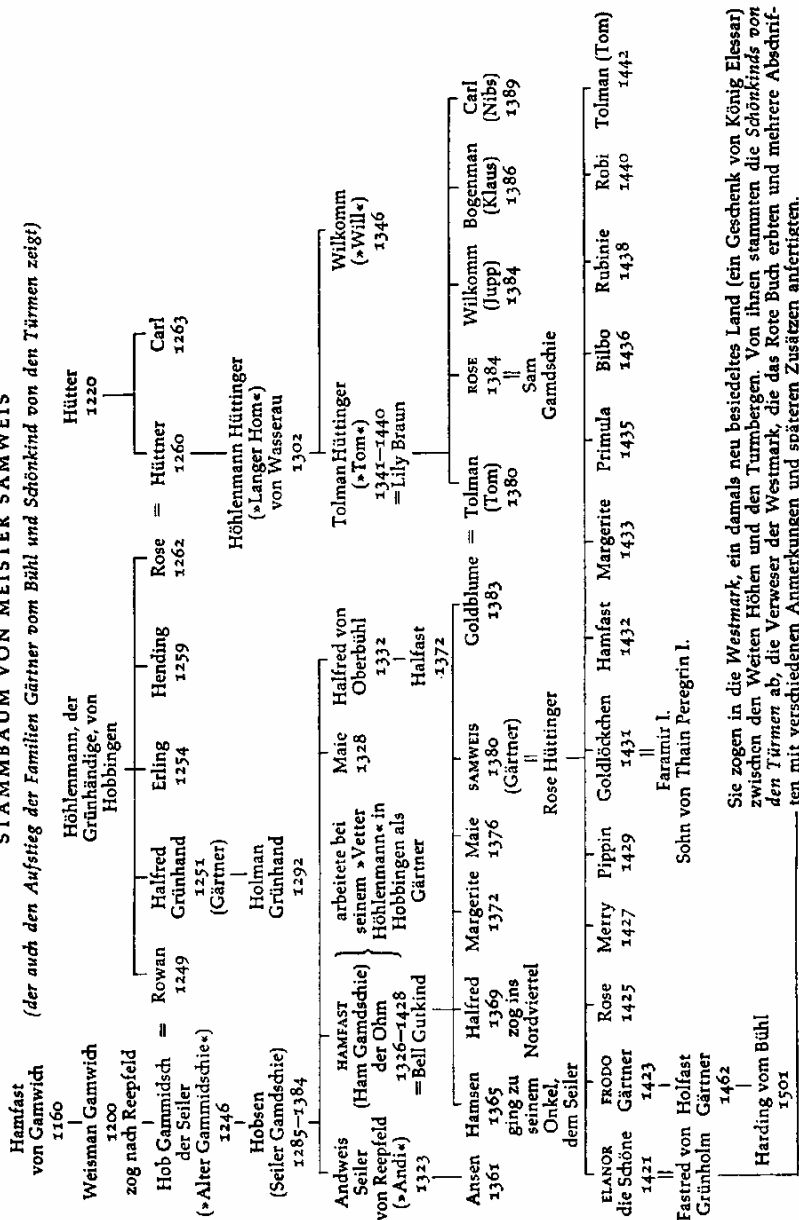 STAMMBAUM VON MEISTER SAMWEIS
(der auch den Aufstieg der Familien Gärtner vom Bühl und Schönkind von den Türmen zeigt)
Hamfast
von Gamwich
1160
Weisman Gamwich
1200
zog nach Reepfeld
Hob Gammidsch
der Seiler
(»Alter Gammidschie«)
1246
=
Rowan
1249
Höhlenmann, der
Grünhändige, von
Hobbingen
Halfred
Grünhand
1251
(Gärtner)
Erling
1254
Hending
1259
Rose
1262
=
Hüttner
1260
Hütter
1220
Carl
1263
Hobsen
(Seiler Gamdschie)
1285–1384
Holman
Grünhand
1292
Höhlenmann Hüttinger
(»Langer Hom«)
von Wasserau
1302
Andweis
Seiler
von Reepfeld
(»Andi«)
1323
HAMFAST
(Ham Gamdschie)
der Ohm
1326–1428
=Bell Gutkind
arbeitete bei
seinem »Vetter
Höhlenmann« in
Hobbingen als
Gärtner
Maie
1328
Halfred von
Oberbühl
1332
Halfast
1372
Tolman Hüttinger
(»Tom«)
1341–1440
=Lily Braun
Wilkomm
(»Will«)
1346
Ansen
1361
Hamsen
1365
ging zu
seinem
Onkel,
dem Seiler
Halfred
1369
zog ins
Nordviertel
Margerite
1372
Maie
1376
SAMWEIS
1380
(Gärtner)
=
Rose Hüttinger
Goldblume
1383
=
Tolman
(Tom)
1380
ROSE
1384
=
Sam
Gamdschie
Wilkomm
(Jupp)
1384
Bogenman
(Klaus)
1386
Carl
(Nibs)
1389
ELANOR
die Schöne
1421
=
Fastred von
Grünholm
FRODO
Gärtner
1423
Holfast
Gärtner
1462
Harding vom Bühl
1501
Rose
1425
Merry
1427
Pippin
1429
Goldlöckchen
1431
=
Faramir I.
Sohn von Thain Peregrin I.
Hamfast
1432
Margerite
1433
Primula
1435
Bilbo
1436
Rubinie
1438
Robi
1440
Tolman (Tom)
1442
Sie zogen in die Westmark, ein damals neu besiedeltes Land (ein Geschenk von König Elessar)
zwischen den Weiten Höhen und den Turmbergen. Von ihnen stammten die Schönkinds von
den Türmen ab, die Verweser der Westmark, die das Rote Buch erbten und mehrere Abschrif-
ten mit verschiedenen Anmerkungen und späteren Zusätzen anfertigten.